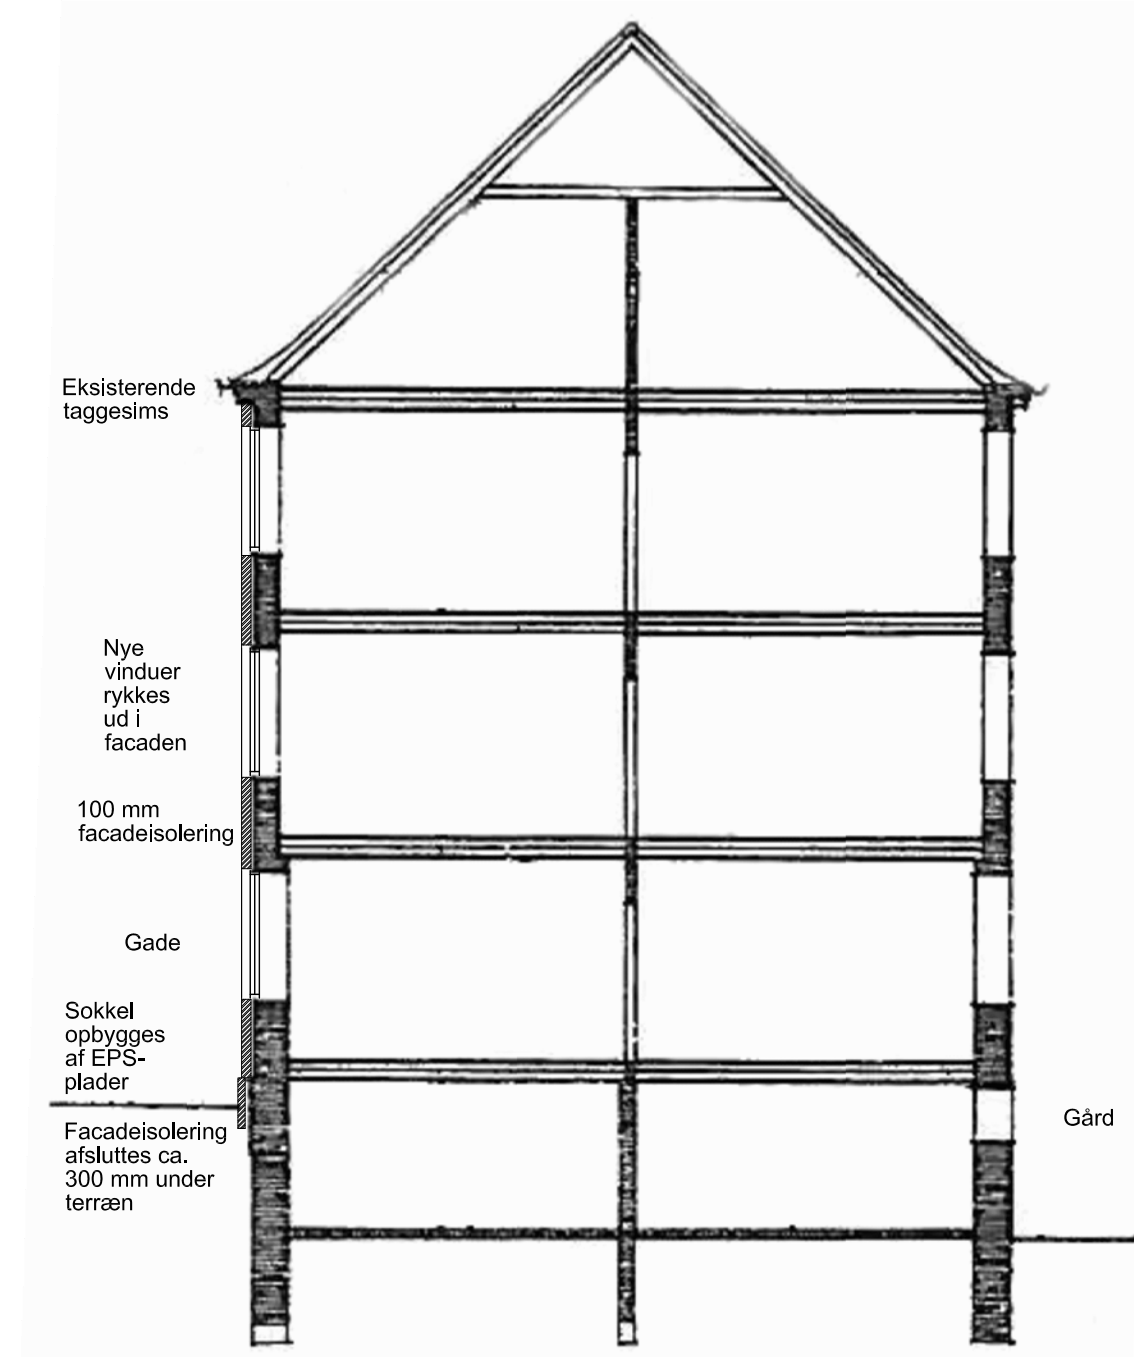 Eksisterende
taggesims
Nye
vinduer
rykkes
ud i
facaden
100 mm
facadeisolering
Gade
Sokkel
opbygges
af EPS-
plader
Facadeisolering
afsluttes ca.
300 mm under
terræn
Gård